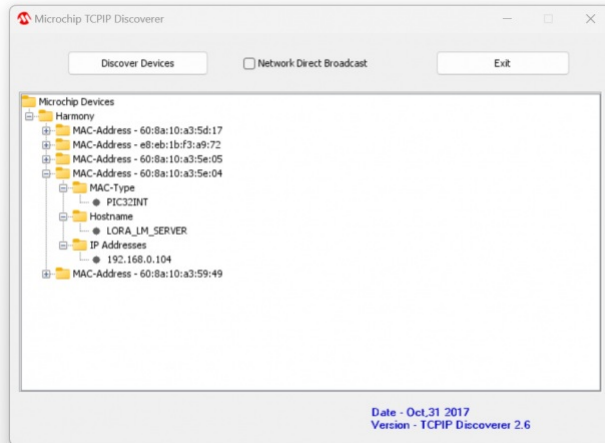 Microchip TCPIP Discoverer
Discover Devices
Network Direct Broadcast
Exit
Microchip Devices
Harmony
MAC-Address - 60:8a:10:a3:5d:17
MAC-Address - e8:eb:1b:f3:a9:72
MAC-Address - 60:8a:10:a3:5e:05
MAC-Address - 60:8a:10:a3:5e:04
MAC-Type
PIC32INT
Hostname
LORA_LM_SERVER
IP Addresses
192.168.0.104
MAC-Address - 60:8a:10:a3:59:49
Date - Oct,31 2017
Version - TCPIP Discoverer 2.6